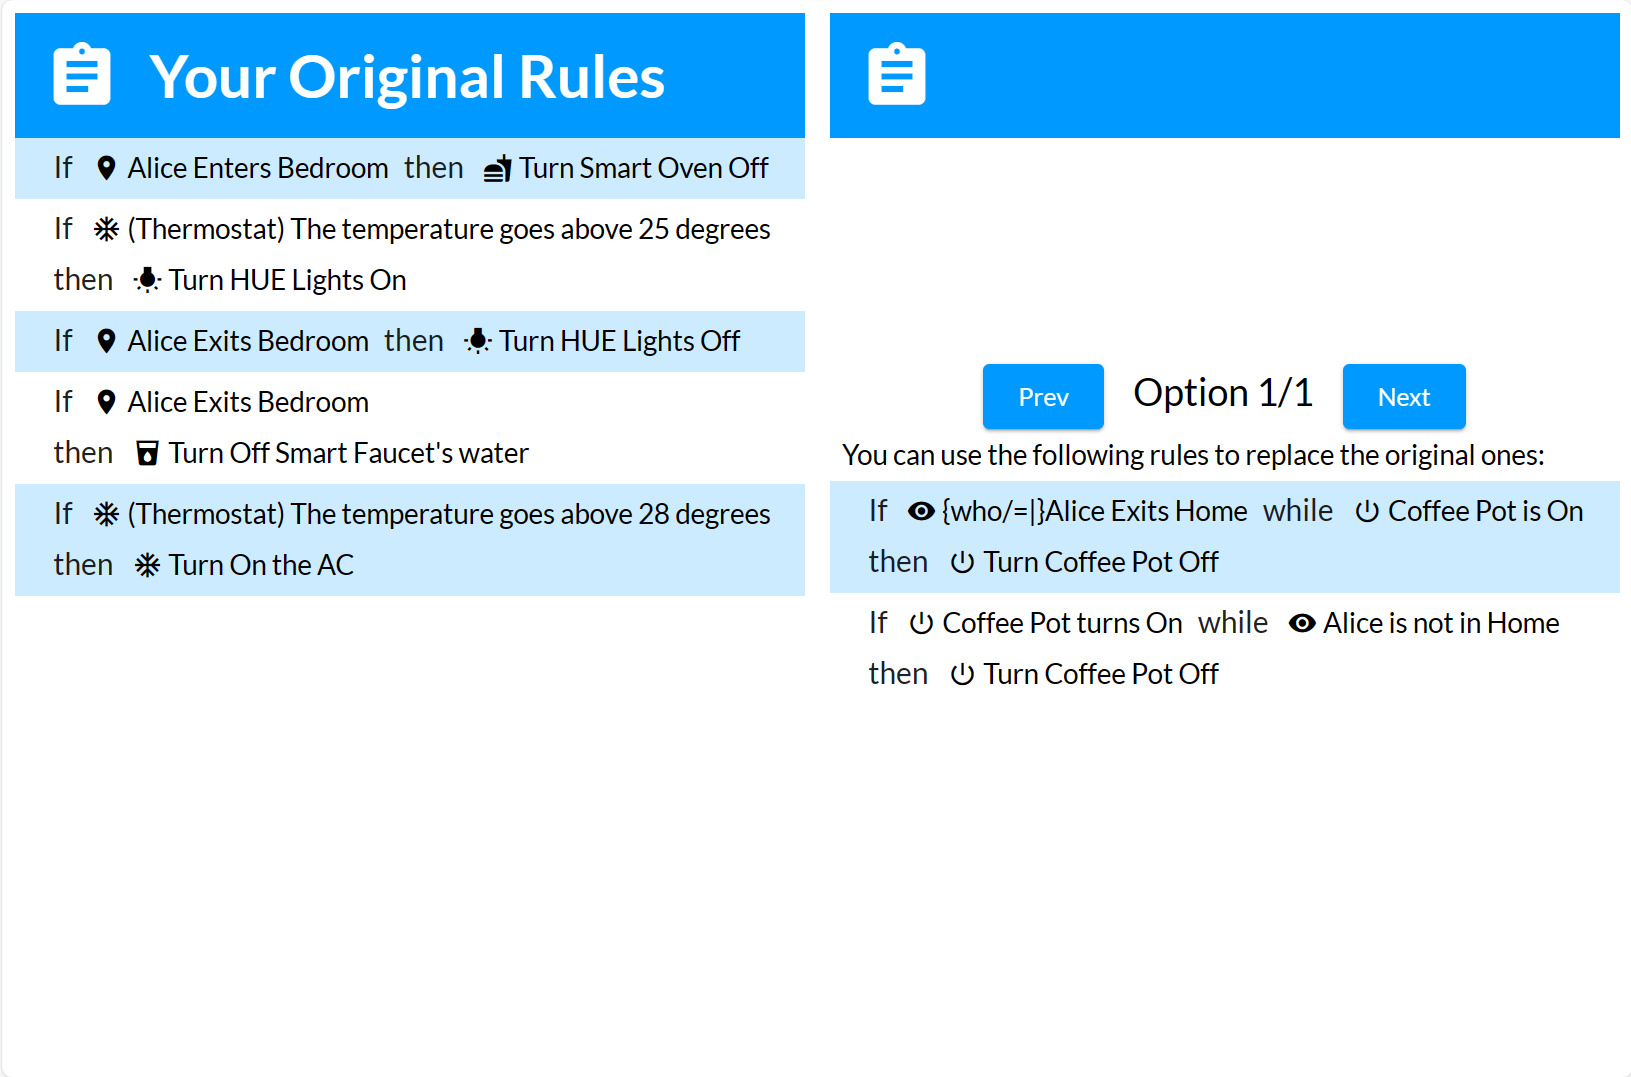 Your Original Rules
If Alice Enters Bedroom then Turn Smart Oven Off
If (Thermostat) The temperature goes above 25 degrees
then Turn HUE Lights On
If Alice Exits Bedroom then Turn HUE Lights Off
If Alice Exits Bedroom
then Turn Off Smart Faucet's water
If (Thermostat) The temperature goes above 28 degrees
then Turn On the AC
Prev Option 1/1 Next
You can use the following rules to replace the original ones:
If {who/=|}Alice Exits Home while Coffee Pot is On
then Turn Coffee Pot Off
If Coffee Pot turns On while Alice is not in Home
then Turn Coffee Pot Off